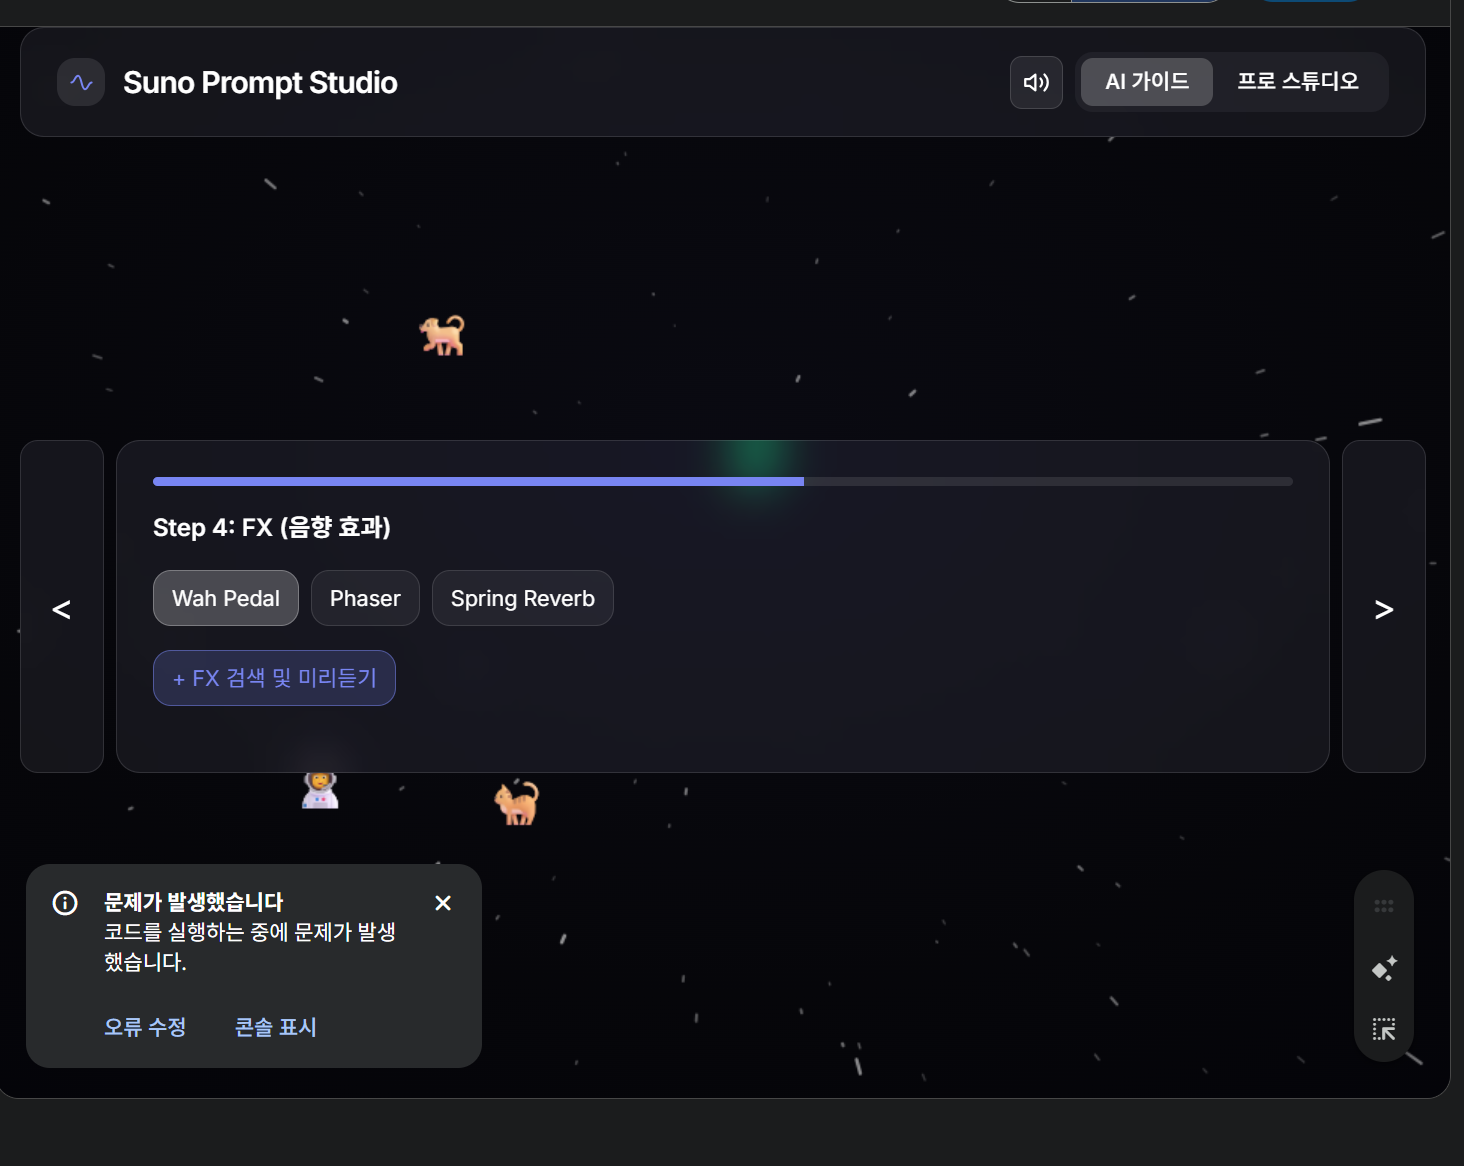 Suno Prompt Studio
AI 가이드
프로 스튜디오
Step 4: FX (음향 효과)
Wah Pedal
Phaser
Spring Reverb
+ FX 검색 및 미리듣기
<
>
문제가 발생했습니다
코드를 실행하는 중에 문제가 발생
했습니다.
오류 수정
콘솔 표시